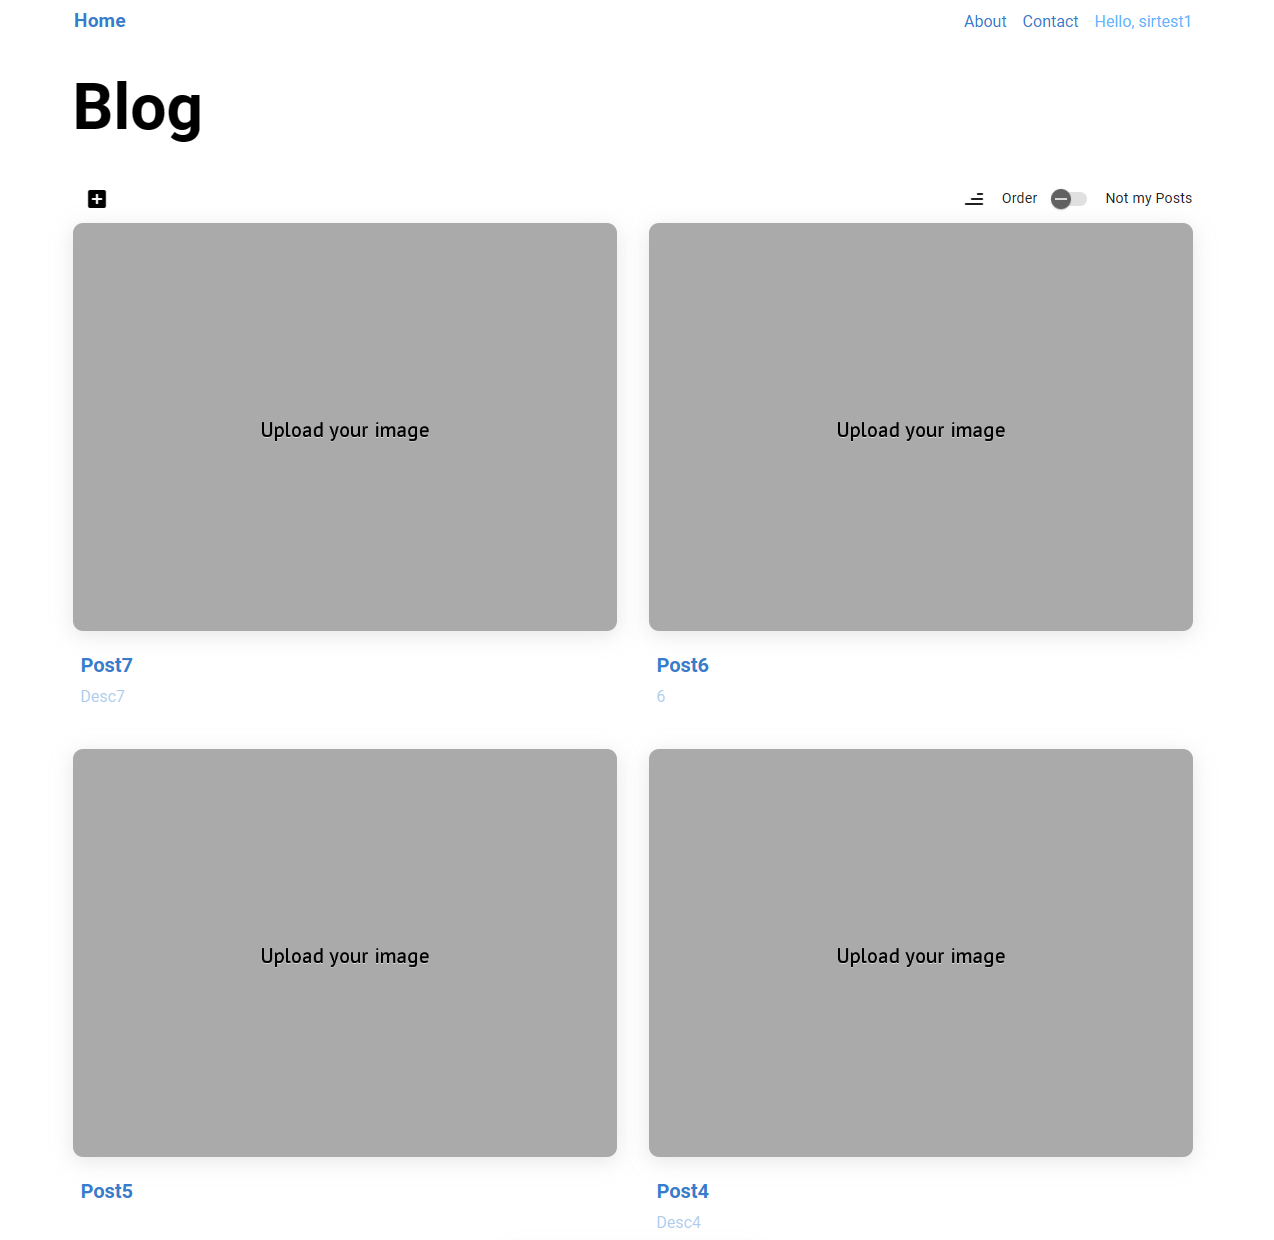 Home
About Contact Hello, sirtest1
Blog
Order Not my Posts
Upload your image
Upload your image
Post7
Desc7
Post6
6
Upload your image
Upload your image
Post5
Post4
Desc4